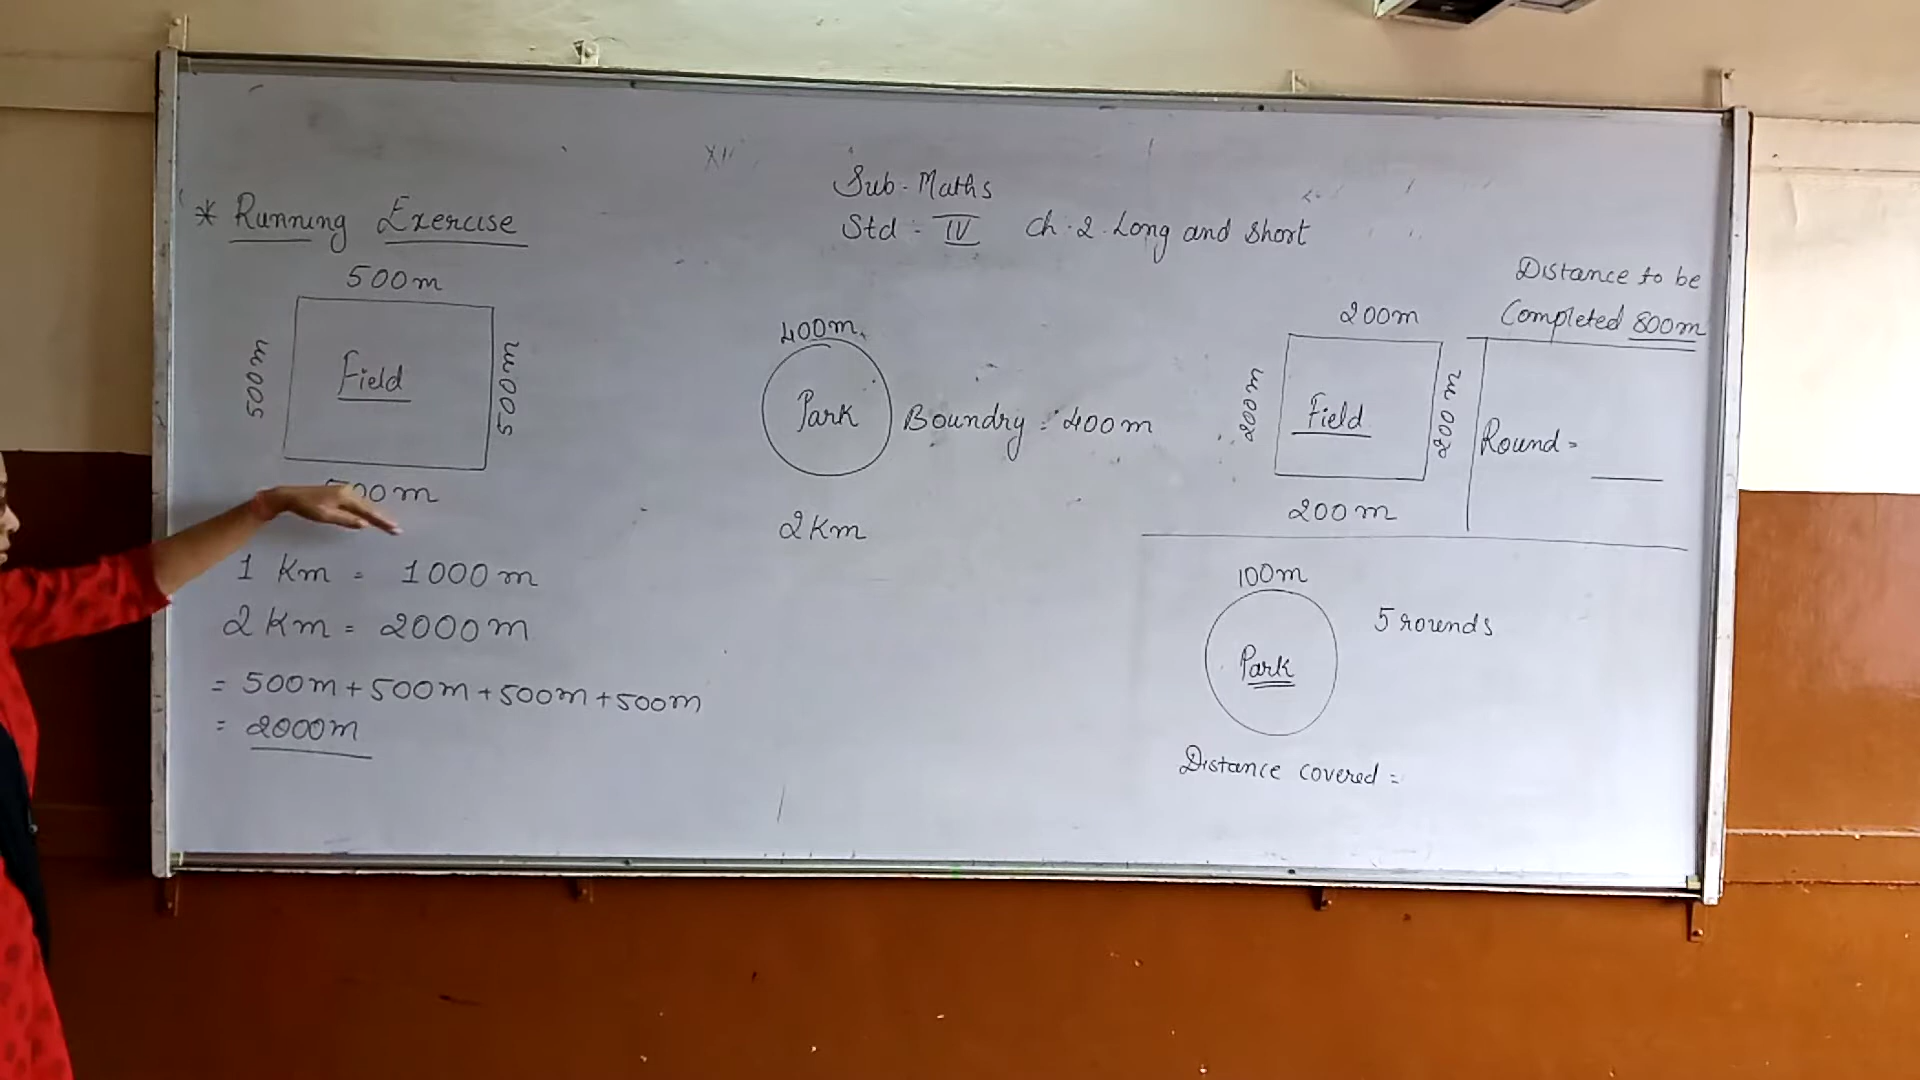 Sub - Maths
Std - IV Ch. 2. Long and Short
* Running Exercise
500m
500m
Field
500m
500m
1 Km = 1000m
2 Km = 2000m
= 500m + 500m + 500m + 500m
= 2000m
400m
Park
Boundry = 400m
2 Km
200m
200m
Field
200m
200m
Distance to be
Completed 800m
Round =
100m
Park
5 rounds
Distance covered =